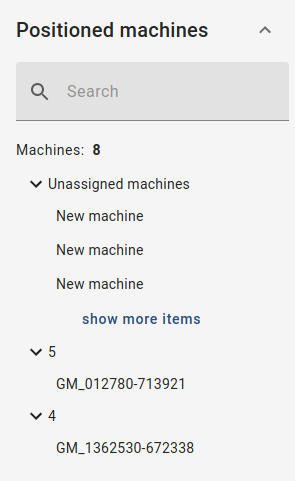 Positioned machines
Search
Machines: 8
Unassigned machines
New machine
New machine
New machine
show more items
5
GM_012780-713921
4
GM_1362530-672338